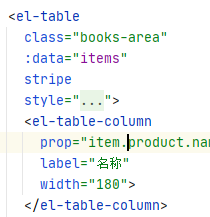 <el-table
class="books-area"
:data="items"
stripe
style="...">
<el-table-column
prop="item.product.nan
label="名称"
width="180">
</el-table-column>